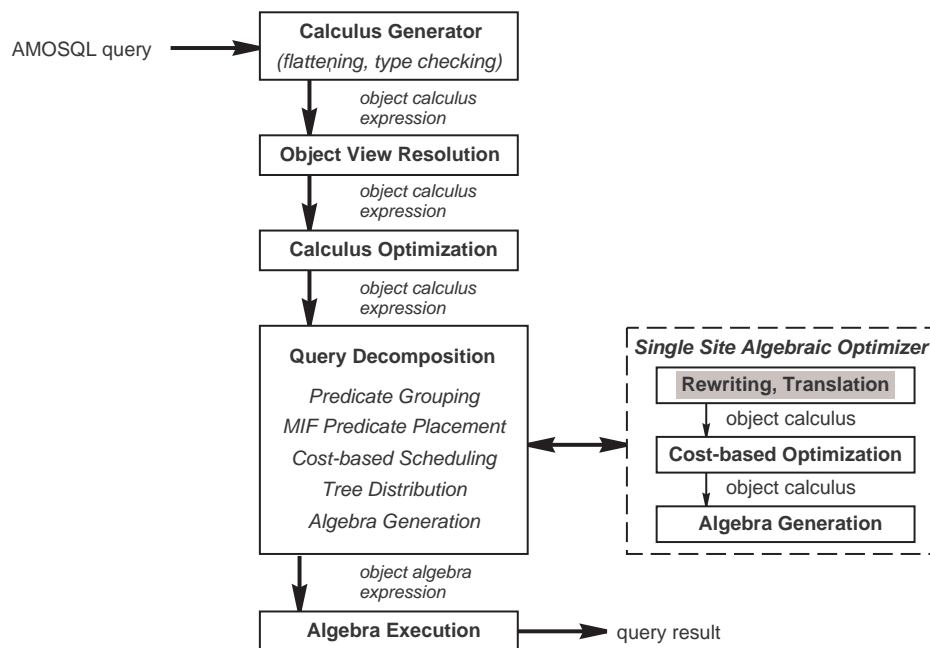 Calculus Generator
AMOSQL query
(flattening, type checking)
object calculus
expression
Object View Resolution
object calculus
expression
Calculus Optimization
object calculus
expression
Query Decomposition
Predicate Grouping
MIF Predicate Placement
Cost-based Scheduling
Tree Distribution
Algebra Generation
Single Site Algebraic Optimizer
Rewriting, Translation
object calculus
Cost-based Optimization
object calculus
Algebra Generation
object algebra
expression
Algebra Execution
query result